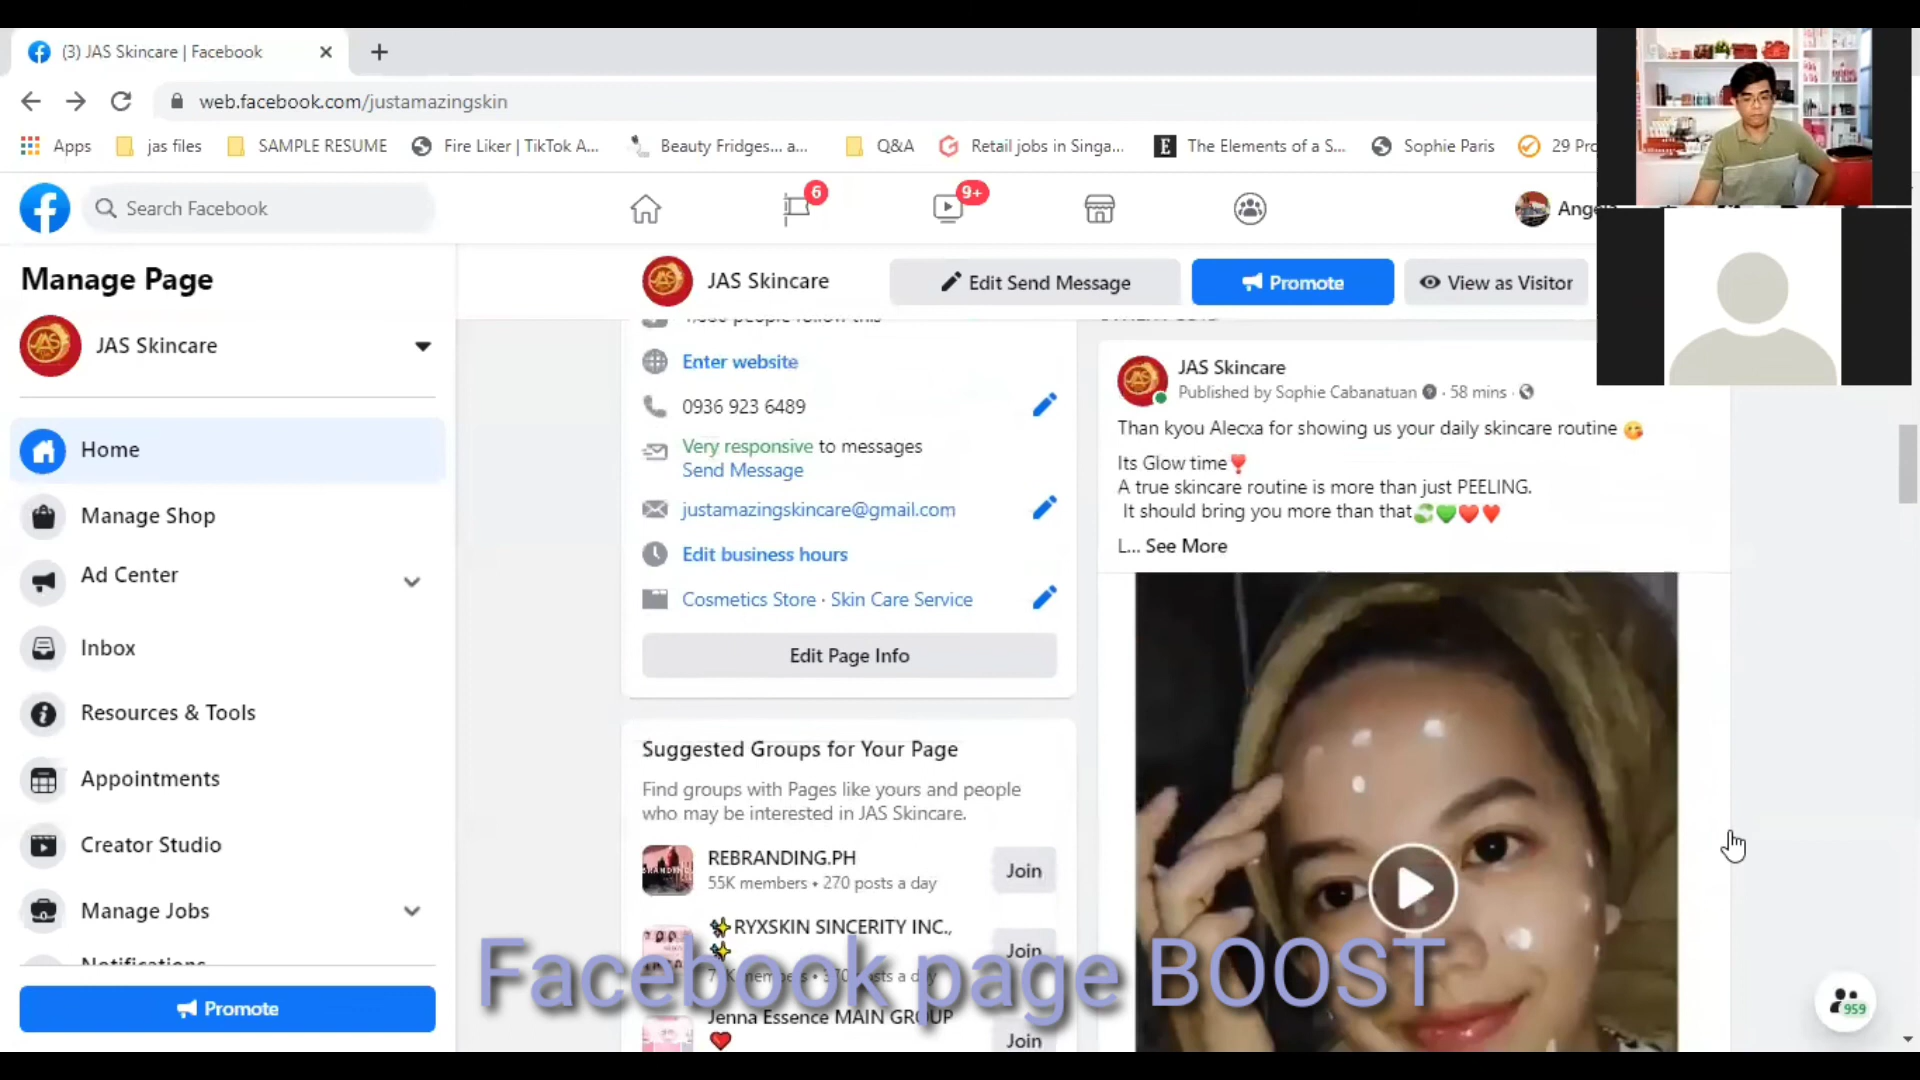 (3) JAS Skincare | Facebook
web.facebook.com/justamazingskin
Apps
jas files
SAMPLE RESUME
Fire Liker | TikTok A...
Beauty Fridges... a...
Q&A
Retail jobs in Singa...
E
The Elements of a S...
Sophie Paris
29 Pro
Search Facebook
6
9+
Manage Page
JAS Skincare
Edit Send Message
Promote
View as Visitor
JAS Skincare
Home
Manage Shop
Ad Center
Inbox
Resources & Tools
Appointments
Creator Studio
Manage Jobs
Notifications
Promote
people follow this
Enter website
0936 923 6489
Very responsive to messages
Send Message
justamazingskincare@gmail.com
Edit business hours
Cosmetics Store · Skin Care Service
Edit Page Info
Suggested Groups for Your Page
Find groups with Pages like yours and people
who may be interested in JAS Skincare.
REBRANDING.PH
55K members • 270 posts a day
Join
RYXSKIN SINCERITY INC.,
Join
Jenna Essence MAIN GROUP
Join
JAS Skincare
Published by Sophie Cabanatuan · 58 mins ·
Than kyou Alecxa for showing us your daily skincare routine
Its Glow time
A true skincare routine is more than just PEELING.
It should bring you more than that
L... See More
Facebook page BOOST
959